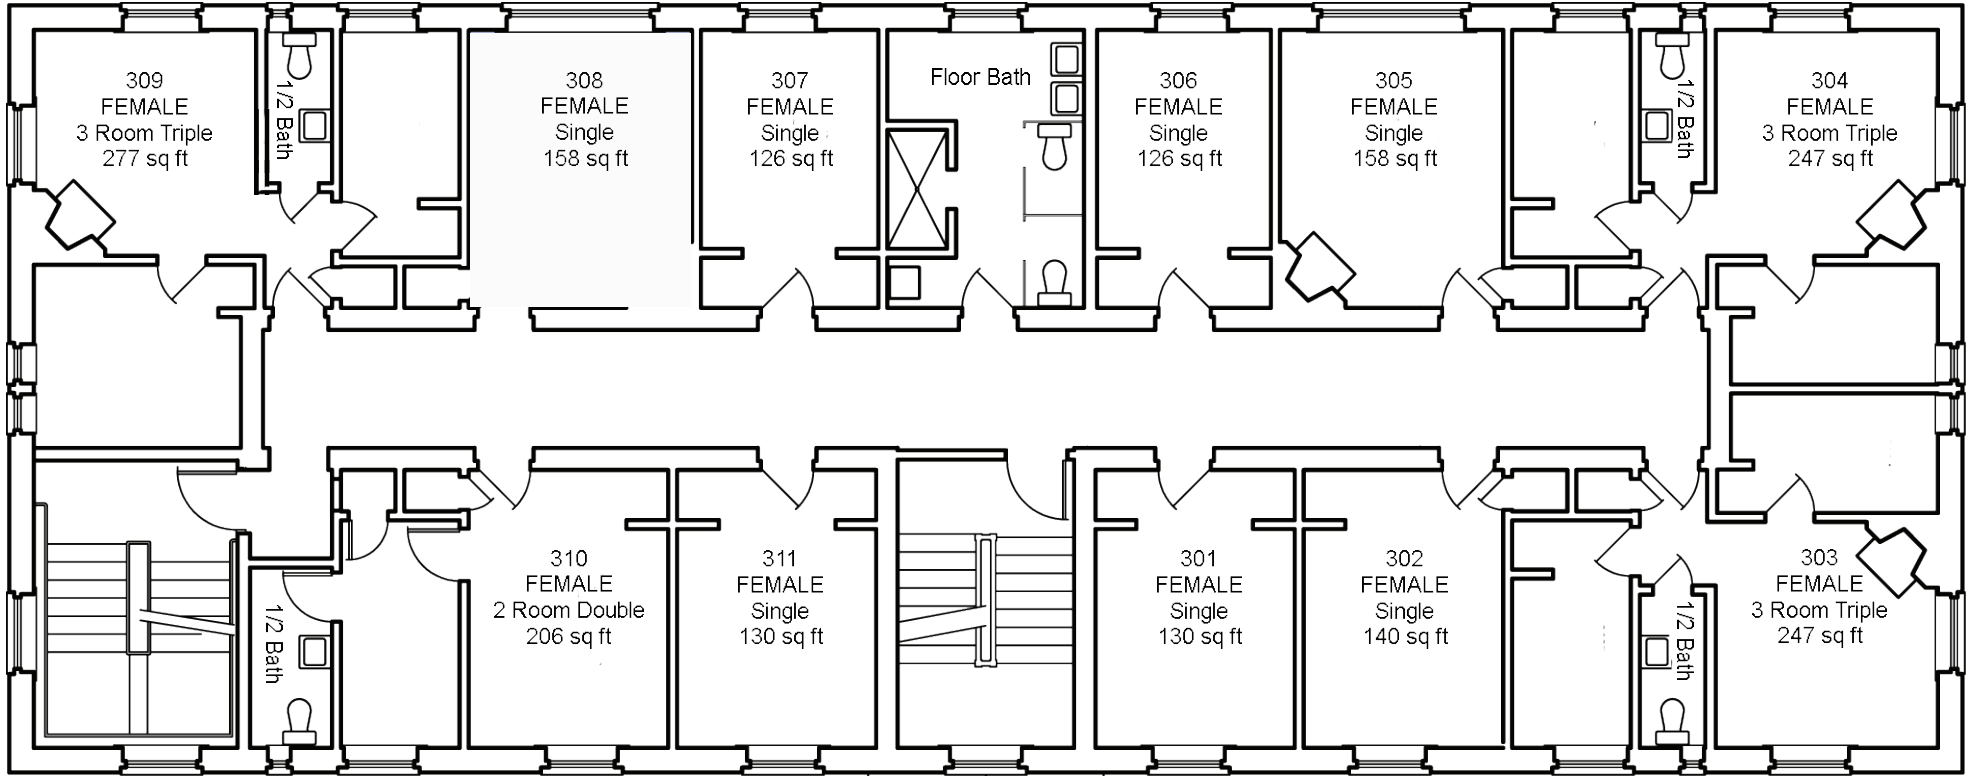 309
FEMALE
3 Room Triple
277 sq ft
1/2 Bath
308
FEMALE
Single
158 sq ft
307
FEMALE
Single
126 sq ft
Floor Bath
306
FEMALE
Single
126 sq ft
305
FEMALE
Single
158 sq ft
1/2 Bath
304
FEMALE
3 Room Triple
247 sq ft
1/2 Bath
310
FEMALE
2 Room Double
206 sq ft
311
FEMALE
Single
130 sq ft
301
FEMALE
Single
130 sq ft
302
FEMALE
Single
140 sq ft
1/2 Bath
303
FEMALE
3 Room Triple
247 sq ft